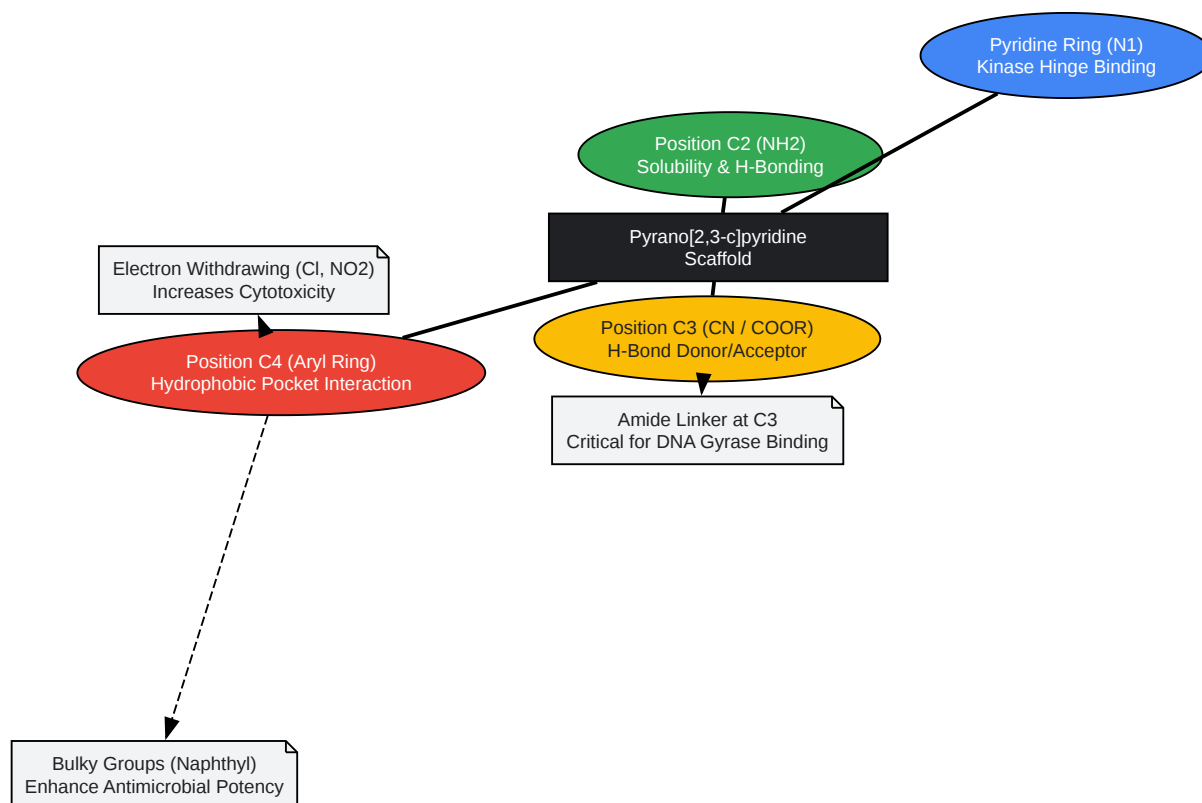 Pyridine Ring (N1)
Kinase Hinge Binding
Position C2 (NH2)
Solubility & H-Bonding
Pyrano[2,3-c]pyridine
Scaffold
Electron Withdrawing (Cl, NO2)
Increases Cytotoxicity
Position C3 (CN / COOR)
H-Bond Donor/Acceptor
Position C4 (Aryl Ring)
Hydrophobic Pocket Interaction
Amide Linker at C3
Critical for DNA Gyrase Binding
Bulky Groups (Naphthyl)
Enhance Antimicrobial Potency